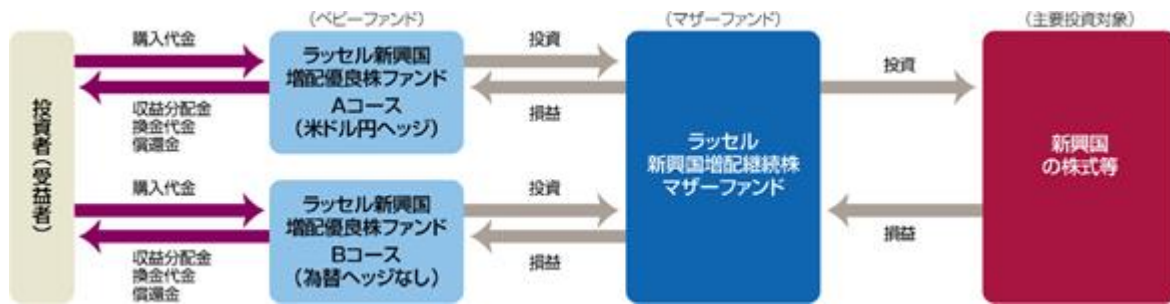 (ベビーファンド)
(マザーファンド)
(主要投資対象)
投資者(受益者)
購入代金
収益分配金
換金代金
償還金
ラッセル新興国
増配優良株ファンド
Aコース
(米ドル円ヘッジ)
投資
損益
購入代金
収益分配金
換金代金
償還金
ラッセル新興国
増配優良株ファンド
Bコース
(為替ヘッジなし)
投資
損益
ラッセル
新興国増配継続株
マザーファンド
投資
損益
新興国
の株式等